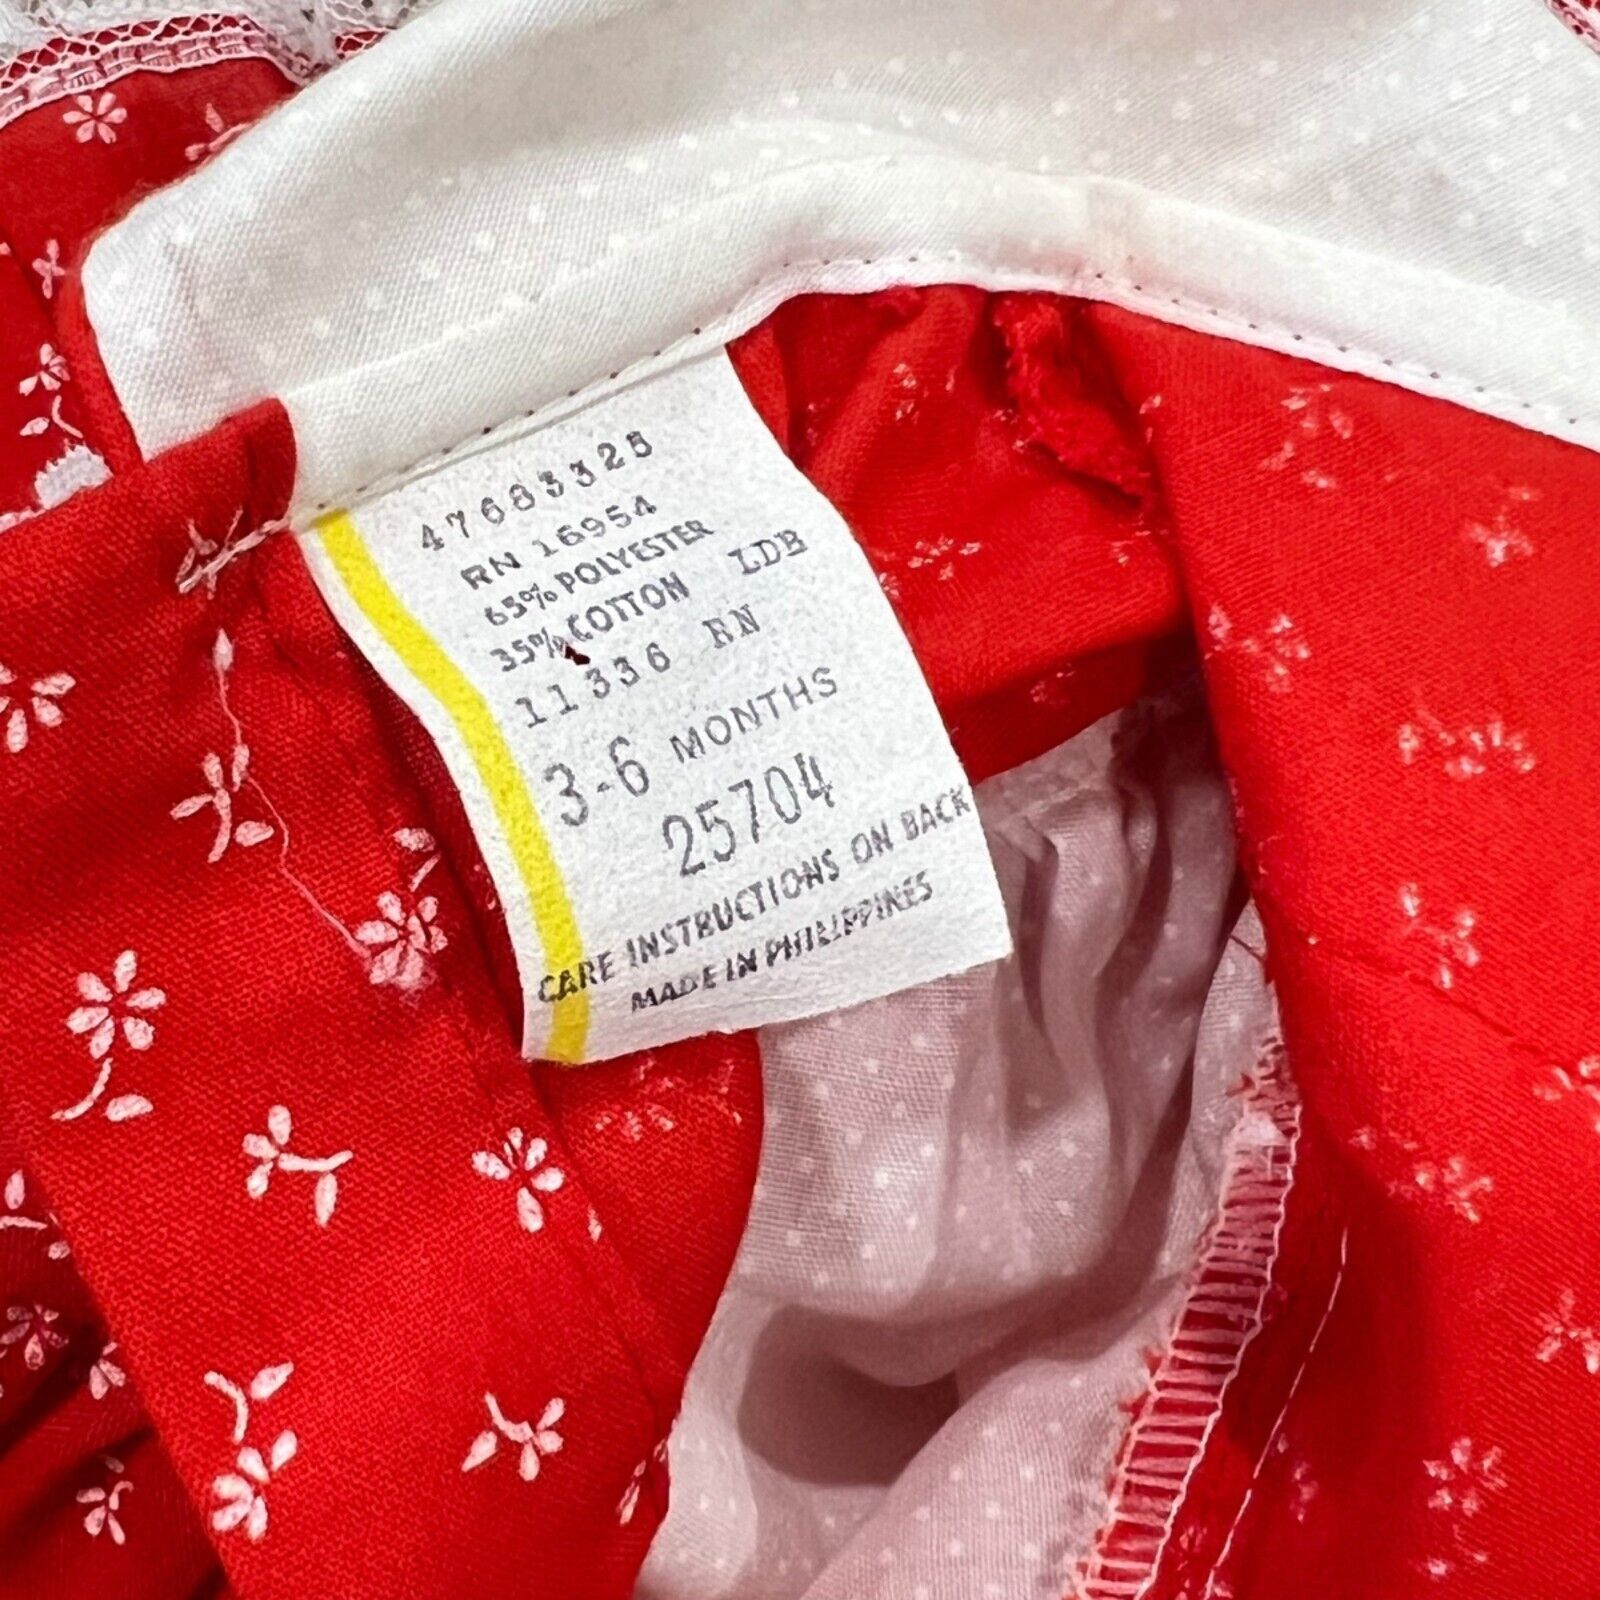 47683328
RN 16954
65% POLYESTER
35% COTTON LDB
11336 RN
3-6 MONTHS
25704
CARE INSTRUCTIONS ON BACK
MADE IN PHILIPPINES